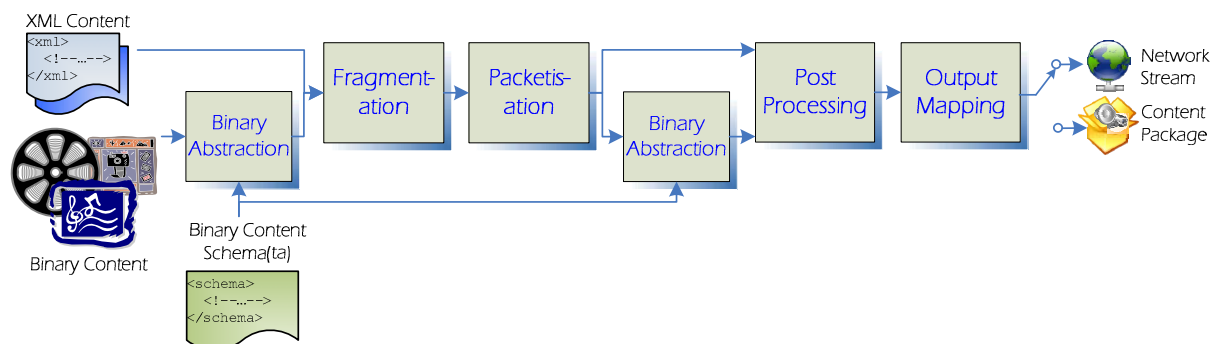 XML Content
<xml>
<!--…-->
</xml>
Binary Content
Binary
Abstraction
Binary Content
Schema(ta)
<schema>
<!--…-->
</schema>
Fragment-
ation
Packetis-
ation
Binary
Abstraction
Post
Processing
Output
Mapping
Network
Stream
Content
Package